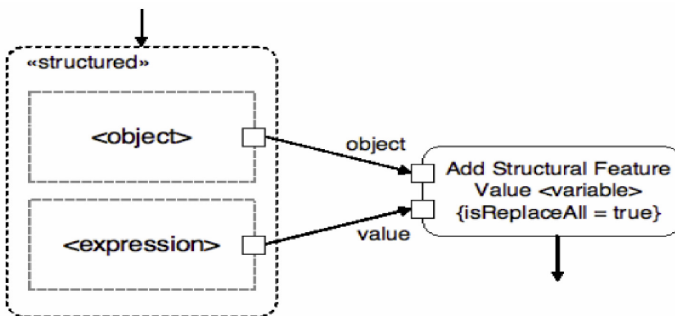 «structured»
<object>
object
Add Structural Feature
Value <variable>
{isReplaceAll = true}
<expression>
value